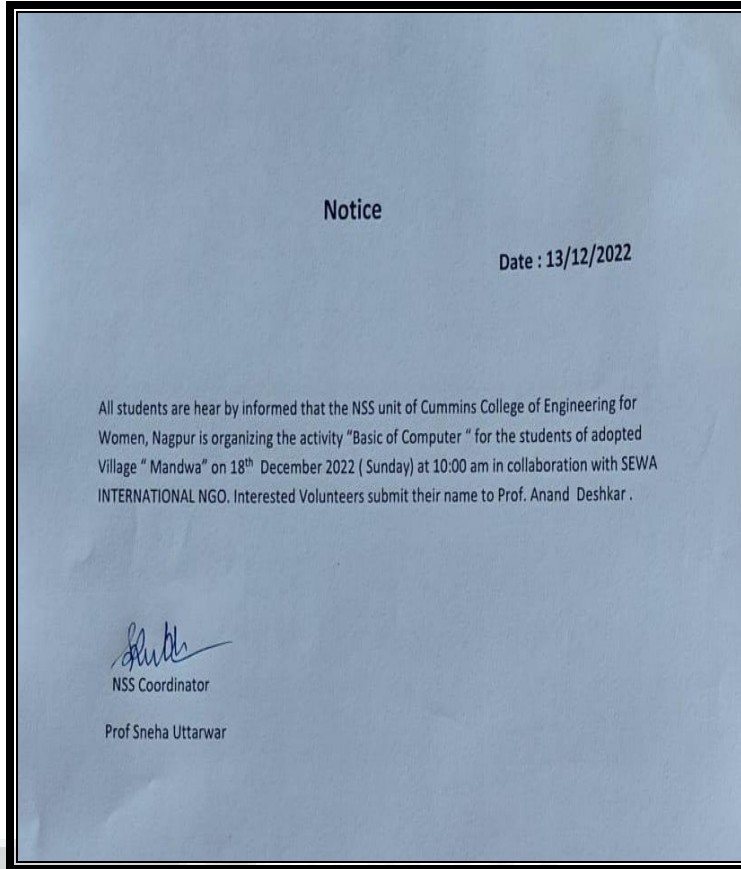 Notice
Date : 13/12/2022
All students are hear by informed that the NSS unit of Cummins College of Engineering for
Women, Nagpur is organizing the activity “Basic of Computer “ for the students of adopted
Village “ Mandwa” on 18th December 2022 ( Sunday) at 10:00 am in collaboration with SEWA
INTERNATIONAL NGO. Interested Volunteers submit their name to Prof. Anand Deshkar .
NSS Coordinator
Prof Sneha Uttarwar